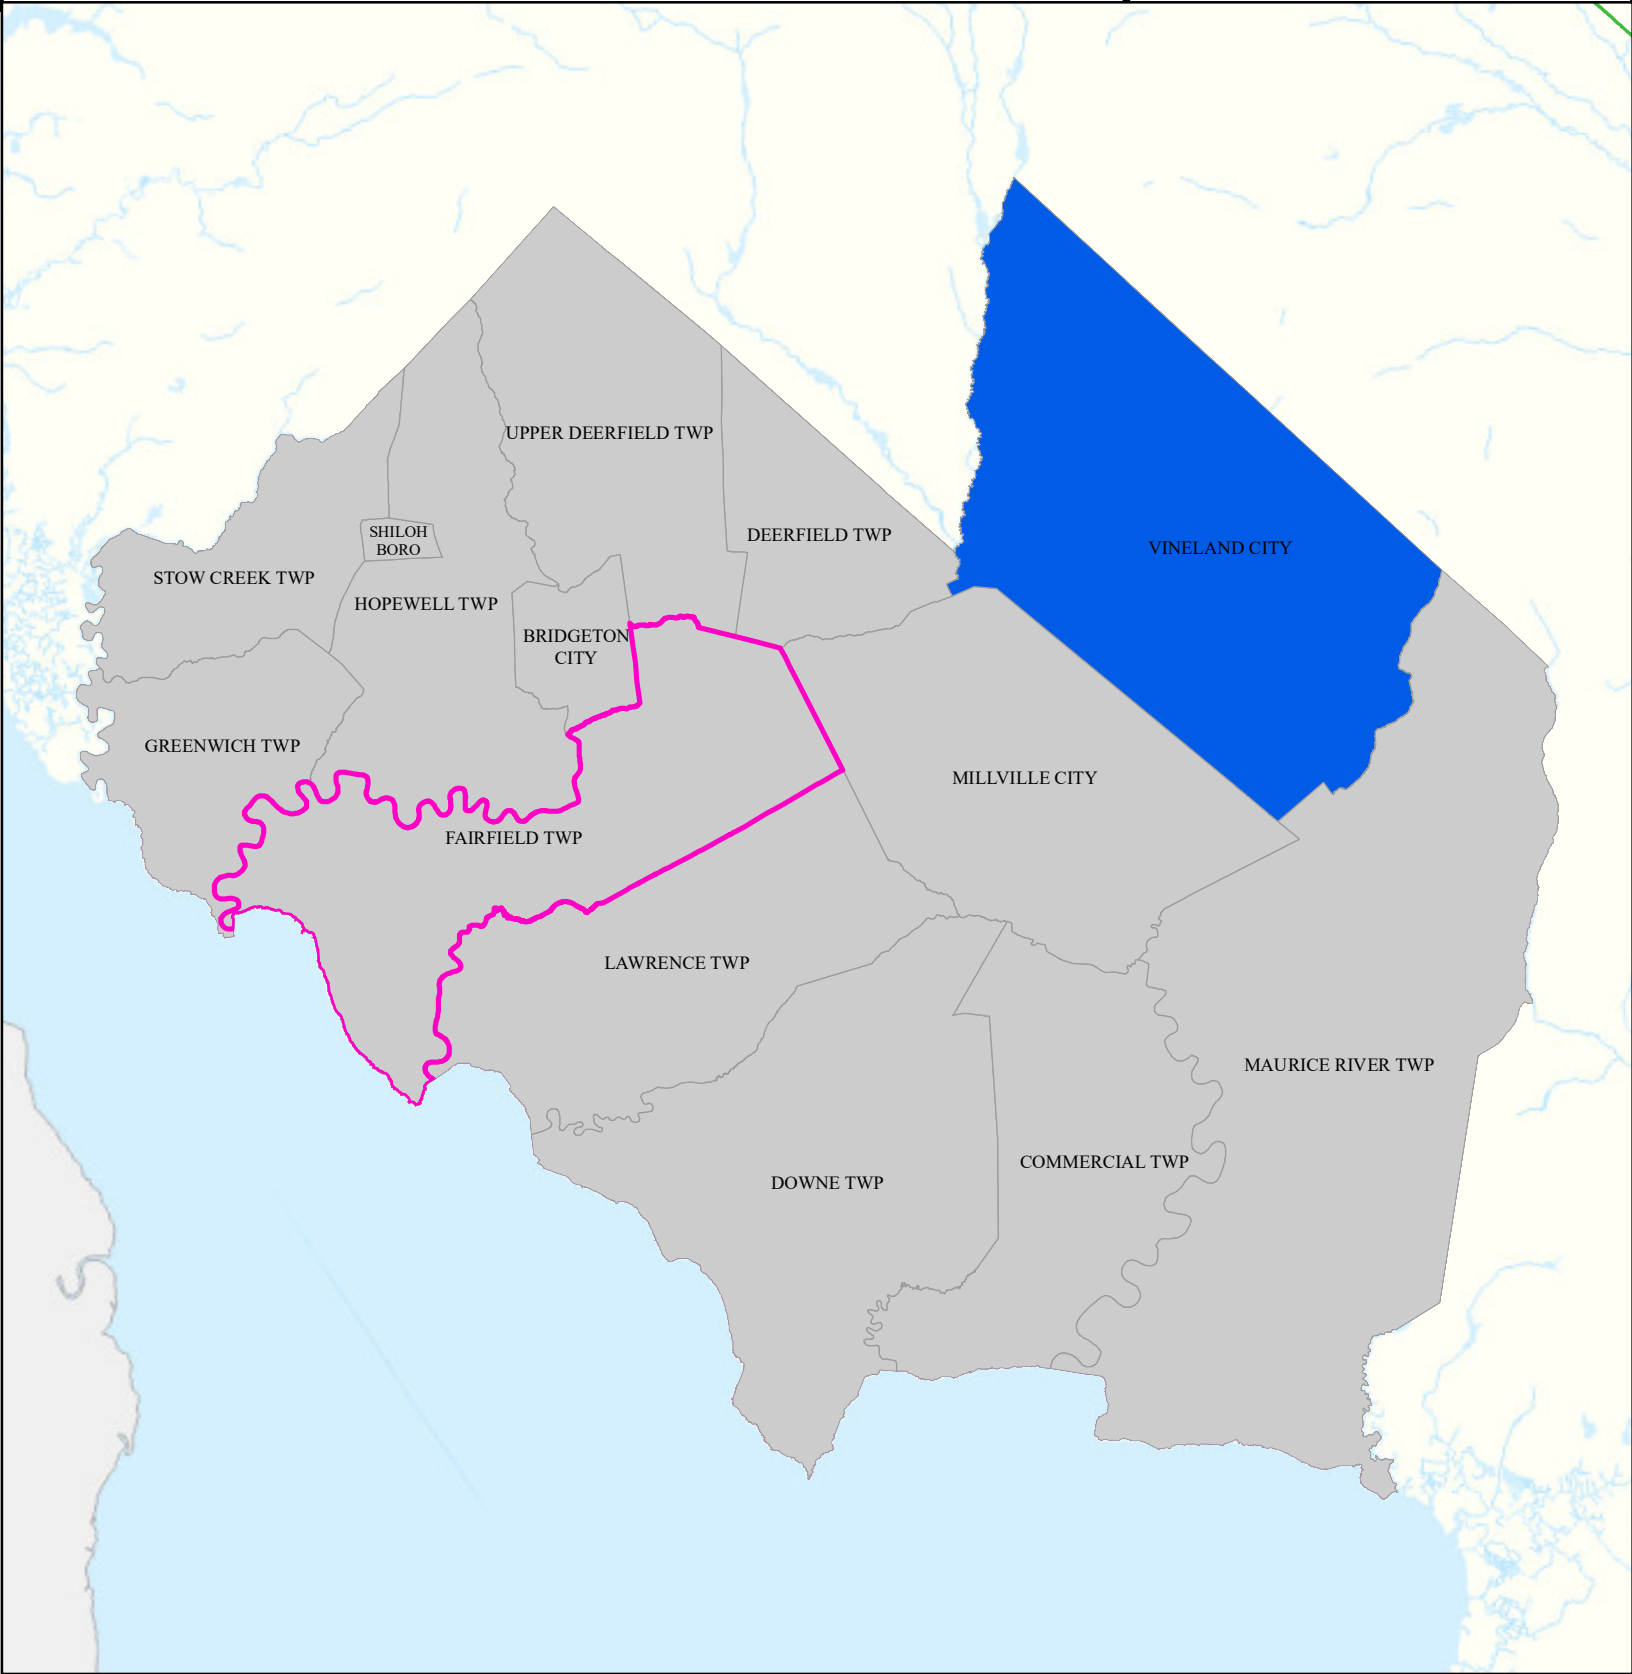 UPPER DEERFIELD TWP
SHILOH
BORO
DEERFIELD TWP
VINELAND CITY
STOW CREEK TWP
HOPEWELL TWP
BRIDGETON
CITY
GREENWICH TWP
MILLVILLE CITY
FAIRFIELD TWP
LAWRENCE TWP
MAURICE RIVER TWP
COMMERCIAL TWP
DOWNE TWP